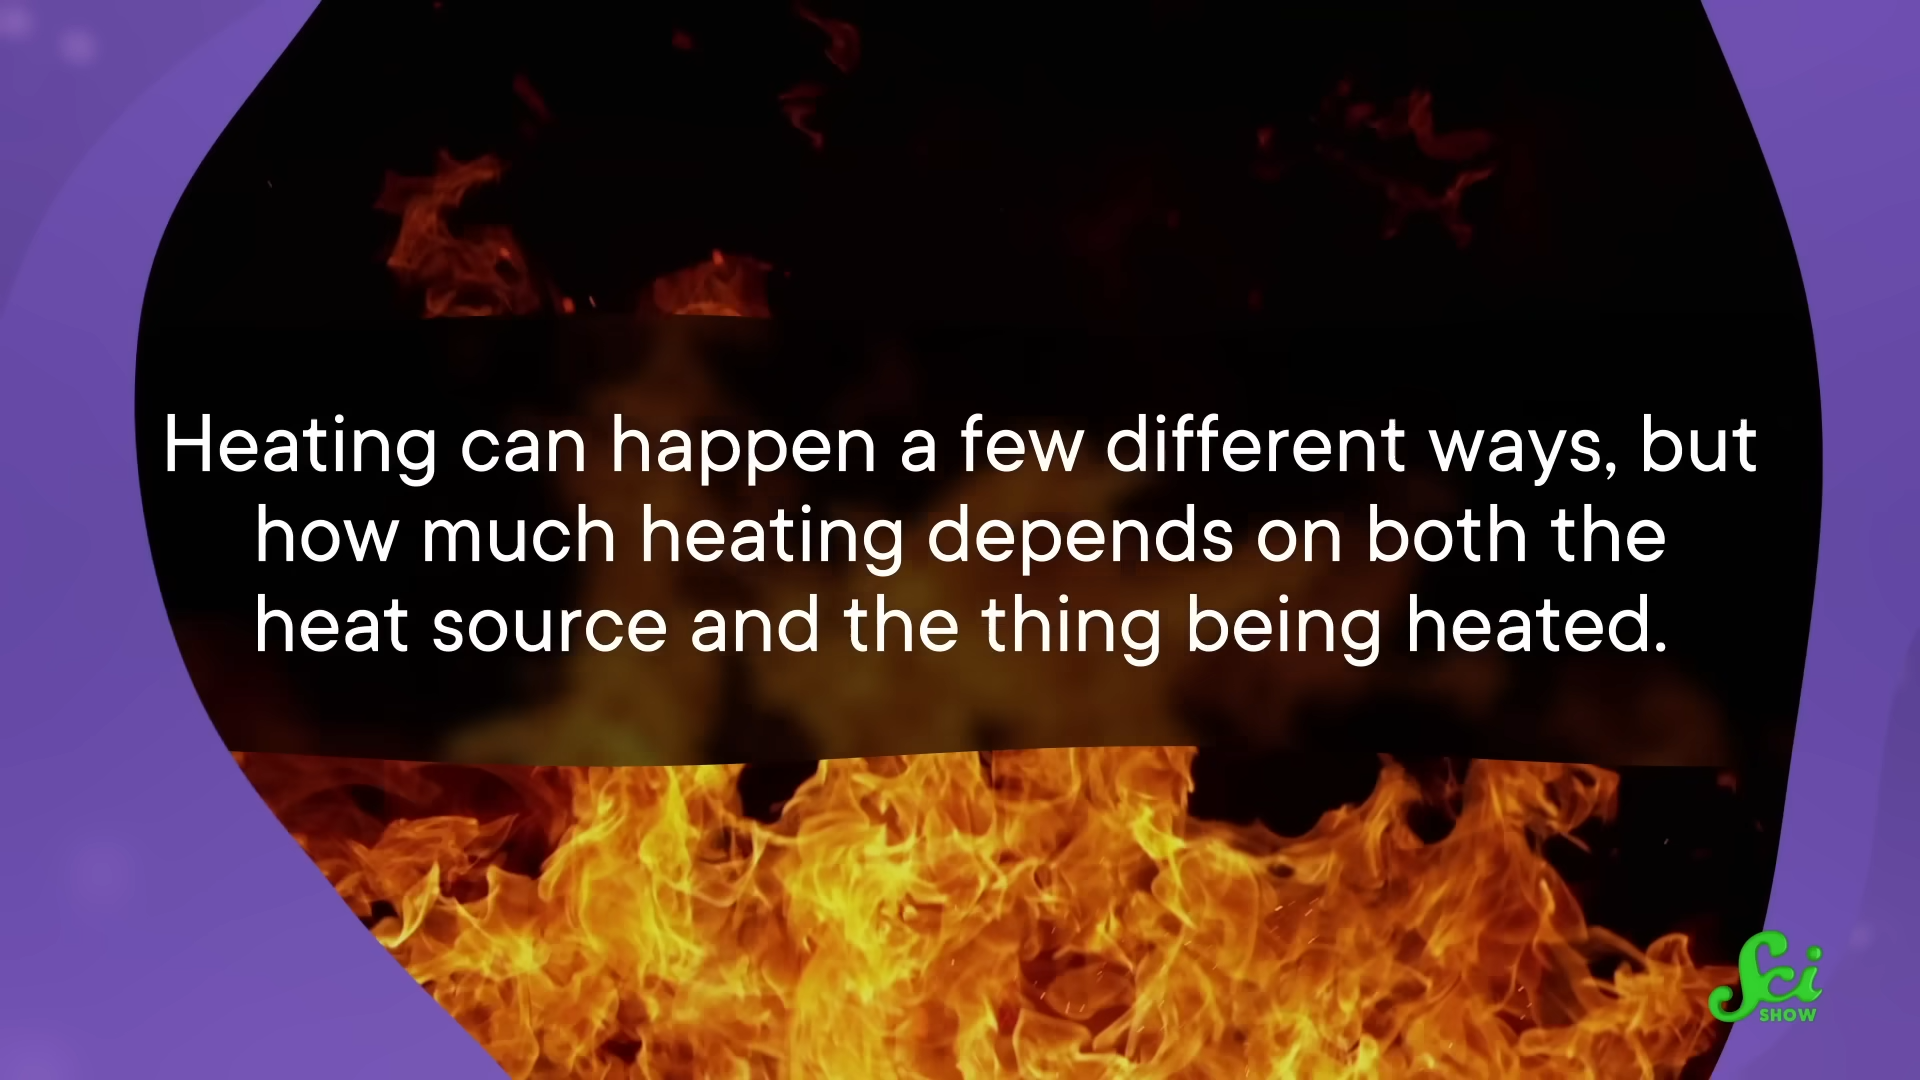 Heating can happen a few different ways, but
how much heating depends on both the
heat source and the thing being heated.
Sci
SHOW